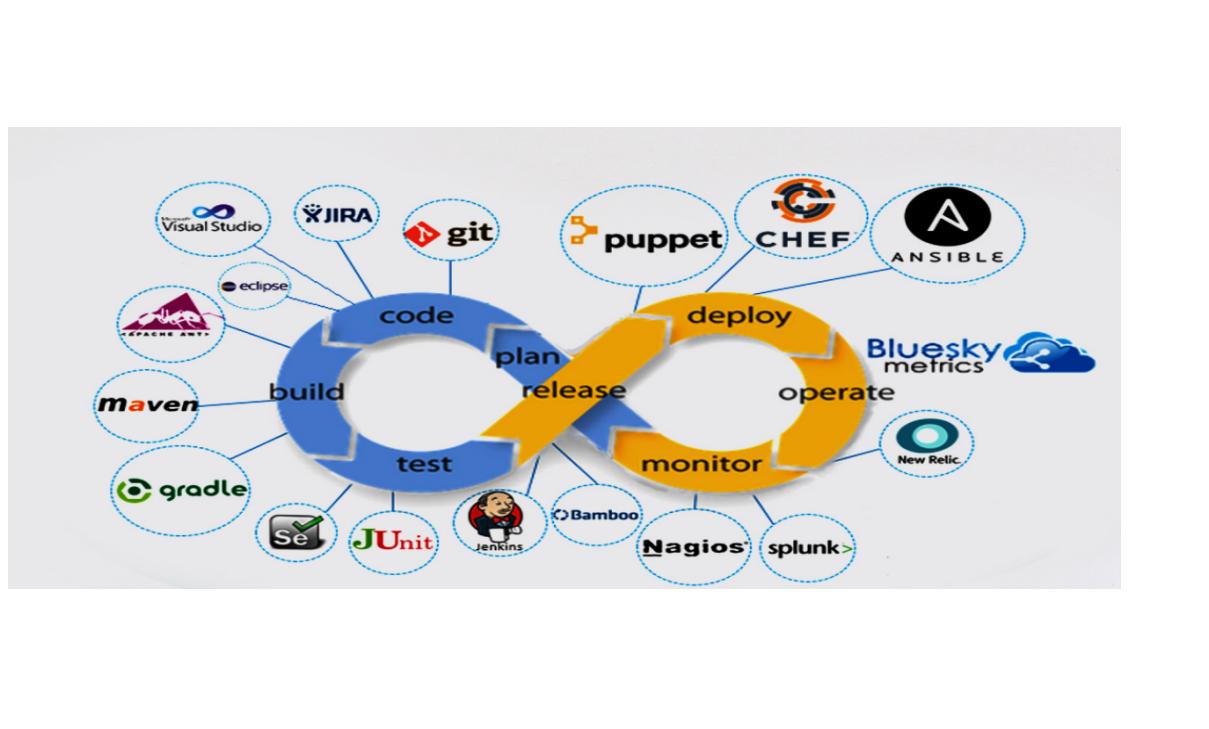 Microsoft
Visual Studio
JIRA
git
puppet
CHEF
ANSIBLE
eclipse
APACHE ANT
code
deploy
plan
Bluesky
metrics
build
release
operate
maven
test
monitor
New Relic.
gradle
Se
JUnit
Jenkins
Bamboo
Nagios®
splunk>